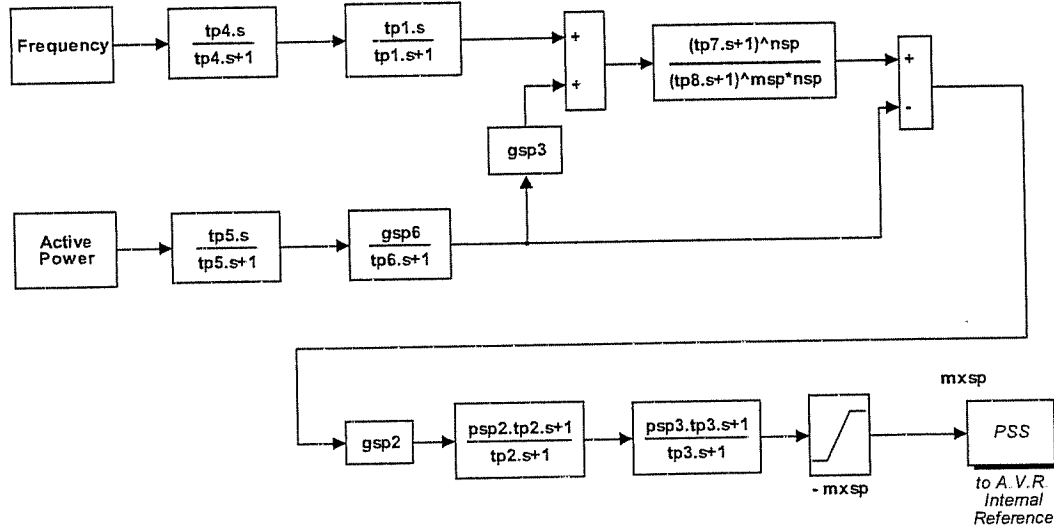 Frequency
tp4.s
tp4.s+1
tp1.s
tp1.s+1
+
+
(tp7.s+1)^nsp
(tp8.s+1)^msp*nsp
+
-
gsp3
Active
Power
tp5.s
tp5.s+1
gsp6
tp6.s+1
mxsp
gsp2
psp2.tp2.s+1
tp2.s+1
psp3.tp3.s+1
tp3.s+1
- mxsp
PSS
to A.V.R.
Internal
Reference